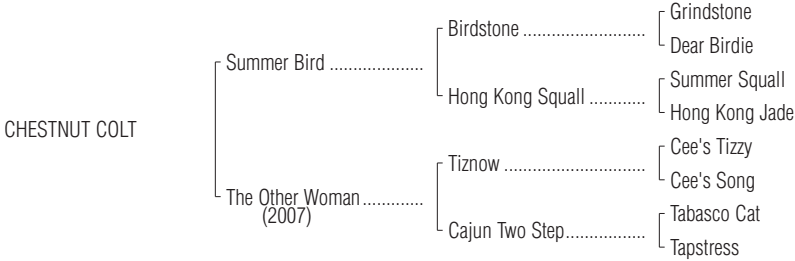 Grindstone
Birdstone ..........................
Dear Birdie
Summer Bird ....................
Summer Squall
Hong Kong Squall ............
Hong Kong Jade
CHESTNUT COLT
Cee's Tizzy
Tiznow ..............................
Cee's Song
The Other Woman.............
(2007)
Tabasco Cat
Cajun Two Step.................
Tapstress